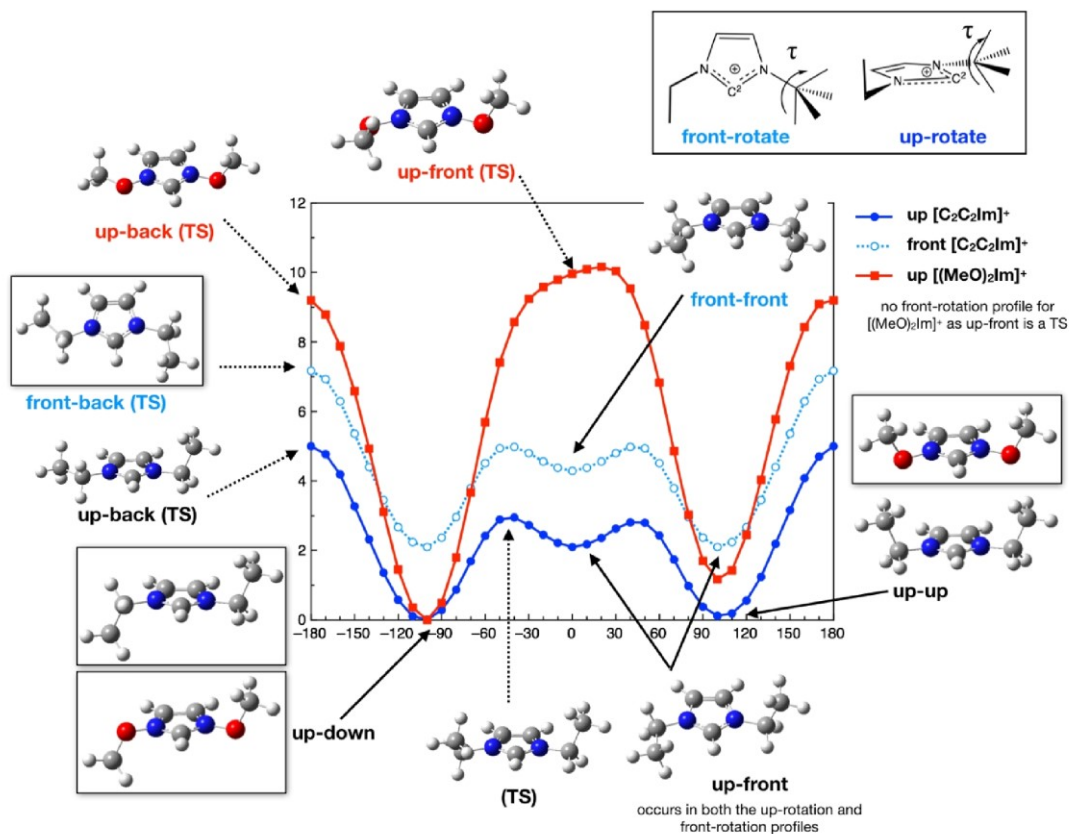 τ
τ
N
N
⊕
C²
N
N
⊕
C²
front-rotate
up-rotate
up-front (TS)
up-back (TS)
front-front
up [C₂C₂Im]⁺
front [C₂C₂Im]⁺
up [(MeO)₂Im]⁺
no front-rotation profile for
[(MeO)₂Im]⁺ as up-front is a TS
front-back (TS)
up-back (TS)
12
10
8
6
4
2
0
−180 −150 −120 −90 −60 −30 0 30 60 90 120 150 180
up-up
up-down
(TS)
up-front
occurs in both the up-rotation and
front-rotation profiles